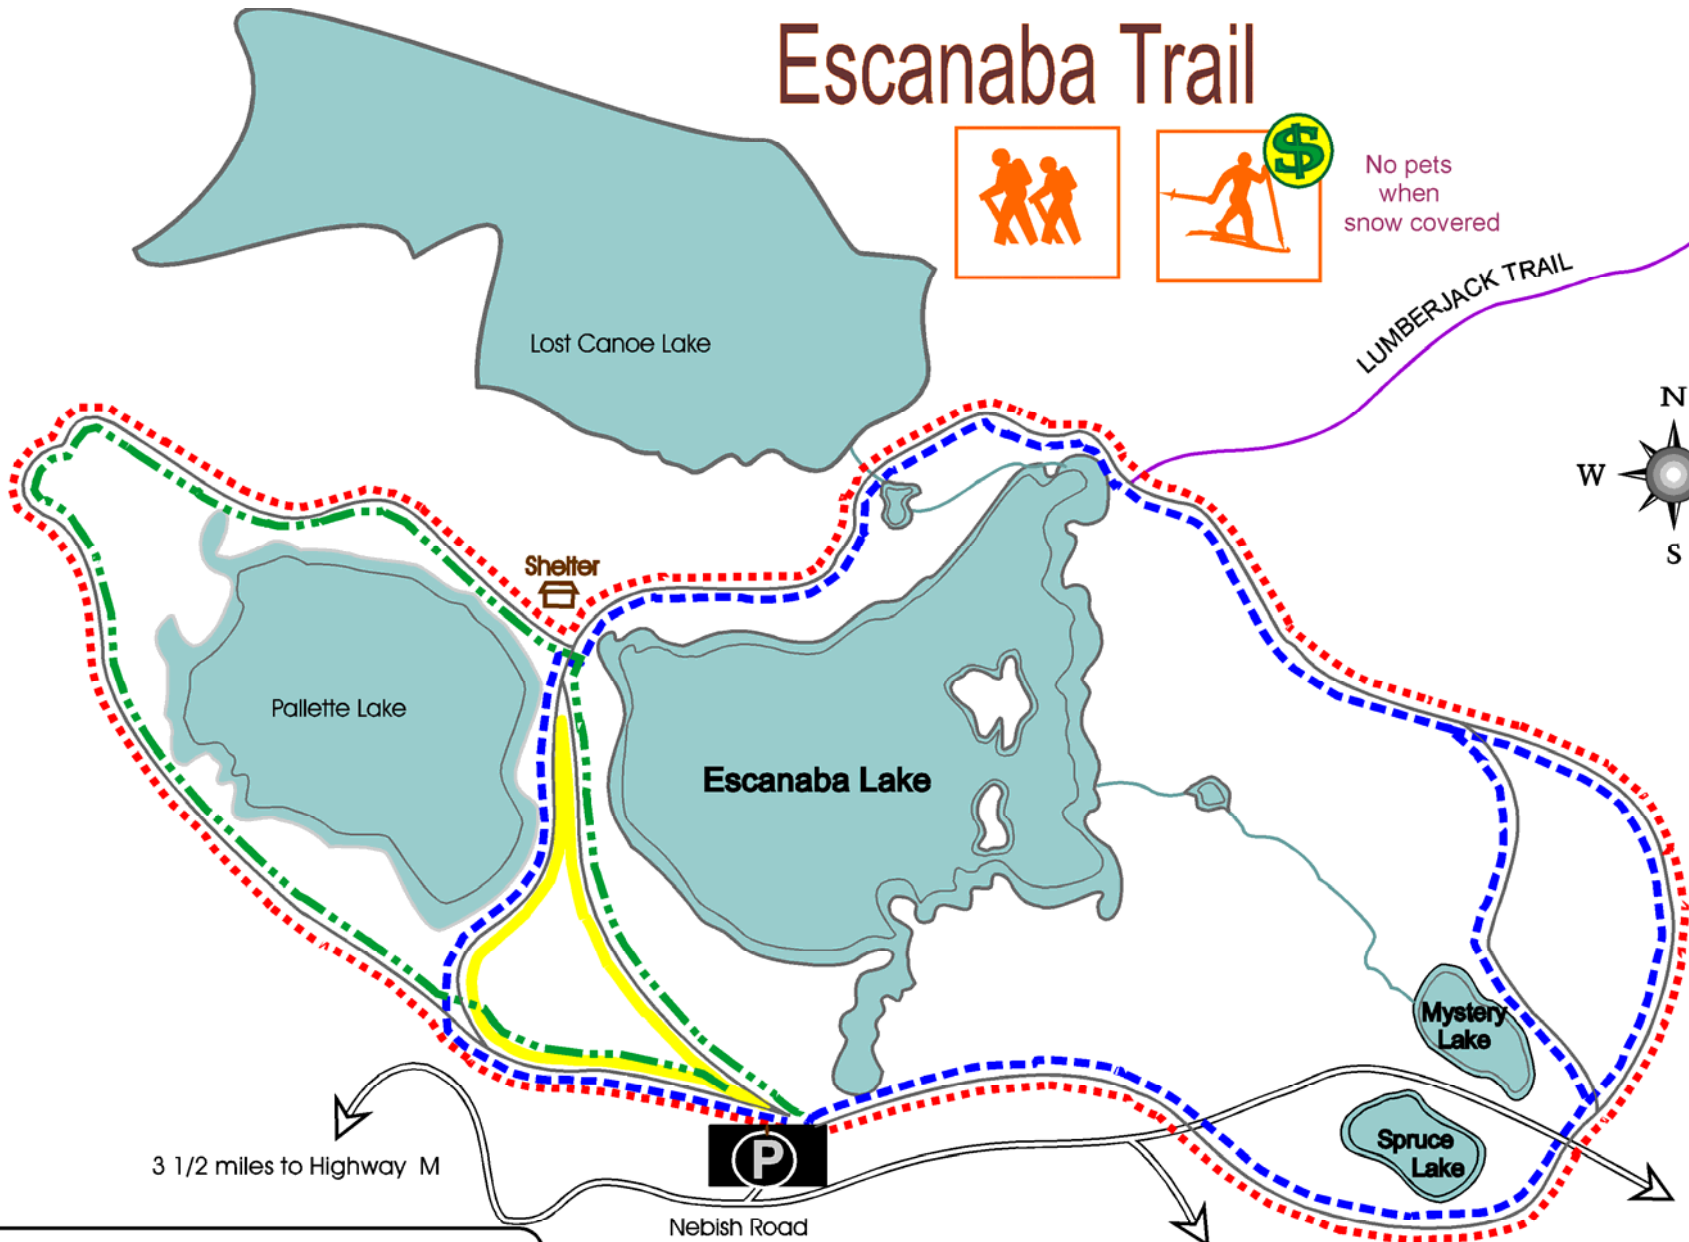 Escanaba Trail
$
No pets
when
snow covered
LUMBERJACK TRAIL
Lost Canoe Lake
N
W
S
Shelter
Pallette Lake
Escanaba Lake
Mystery
Lake
Spruce
Lake
P
3 1/2 miles to Highway M
Nebish Road